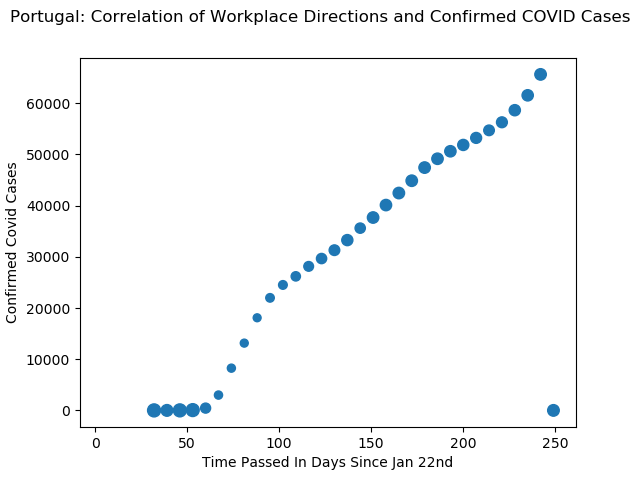 Portugal: Correlation of Workplace Directions and Confirmed COVID Cases
Confirmed Covid Cases
60000
50000
40000
30000
20000
10000
0
0 50 100 150 200 250
Time Passed In Days Since Jan 22nd